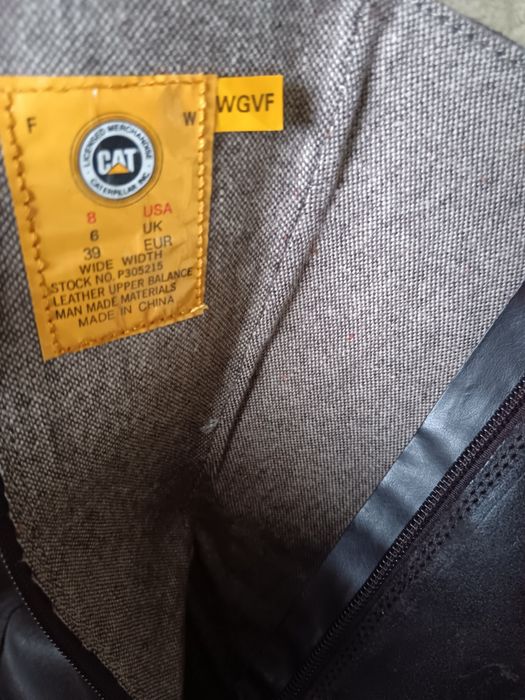 F W WGVF
LICENSED MERCHANDISE
CAT
CATERPILLAR INC.
8 USA
6 UK
39 EUR
WIDE WIDTH
STOCK NO. P305215
LEATHER UPPER BALANCE
MAN MADE MATERIALS
MADE IN CHINA